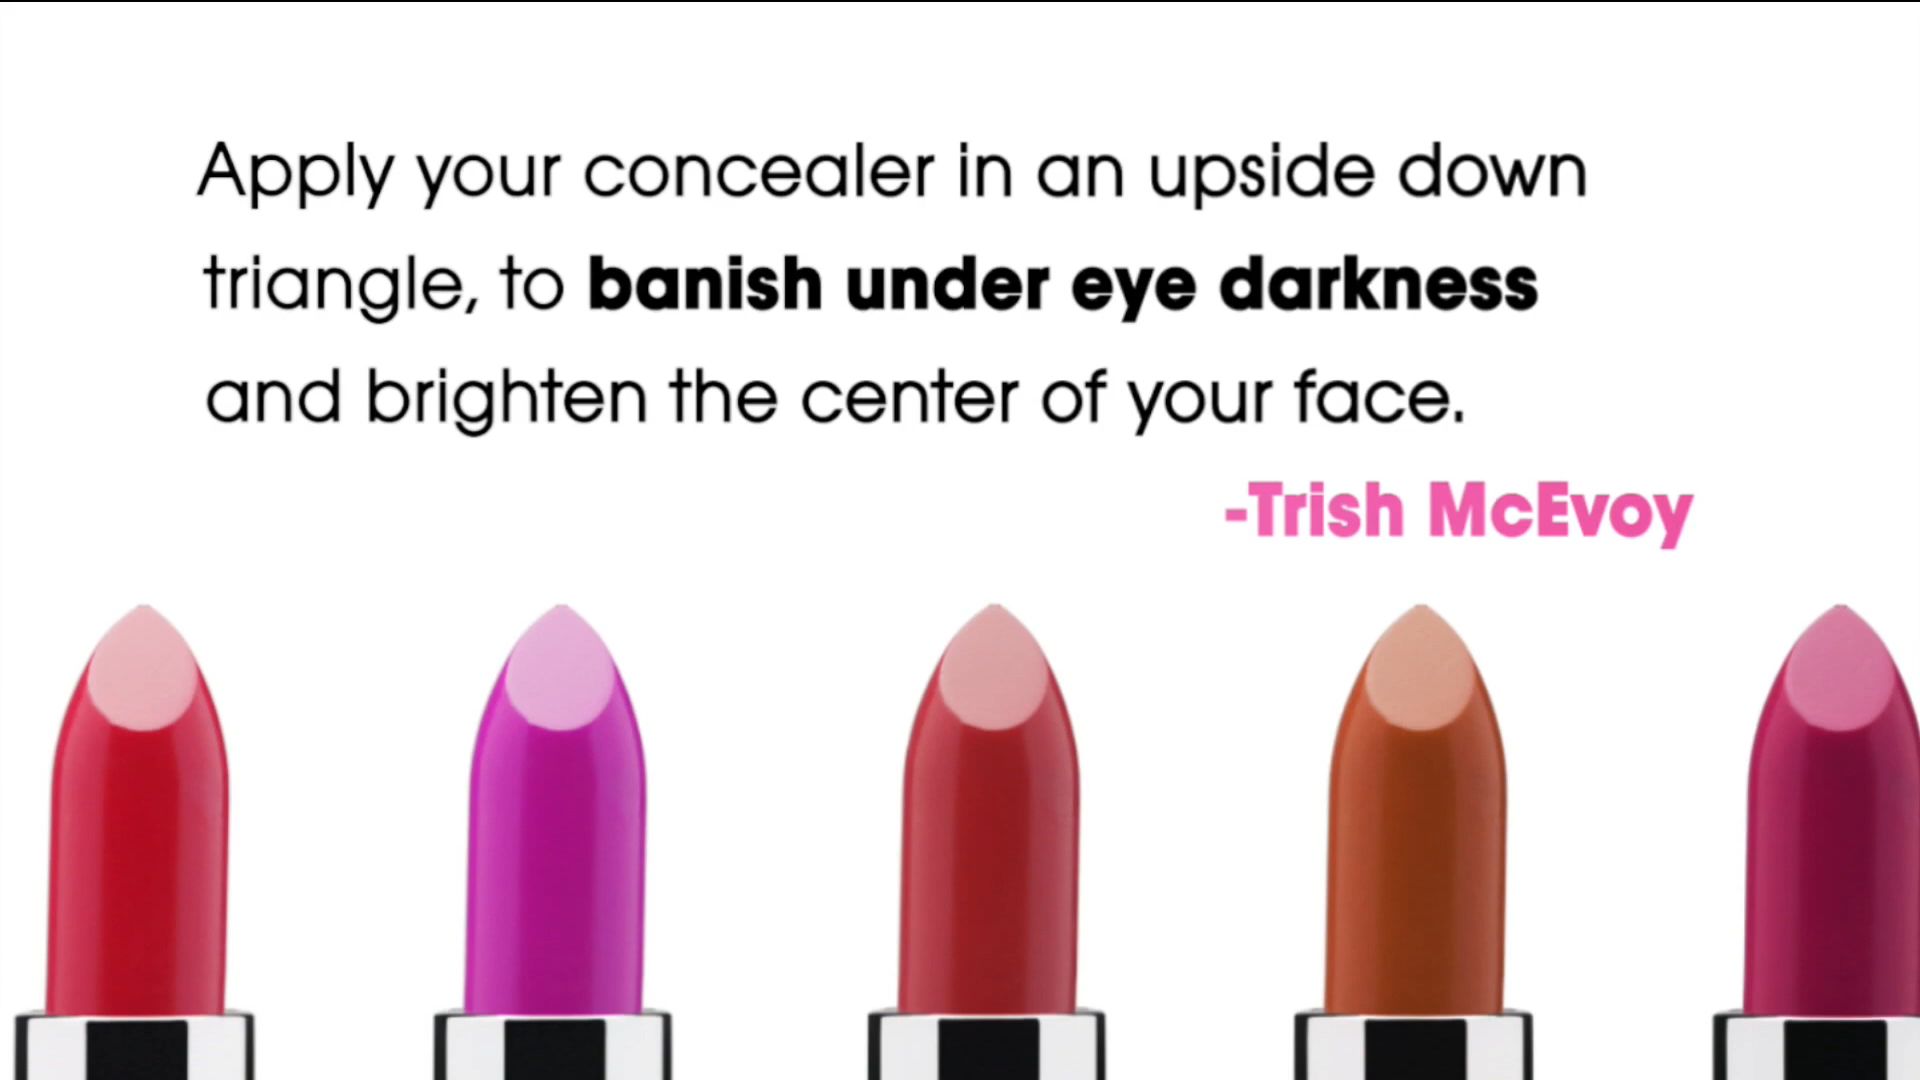 Apply your concealer in an upside down
triangle, to banish under eye darkness
and brighten the center of your face.
-Trish McEvoy